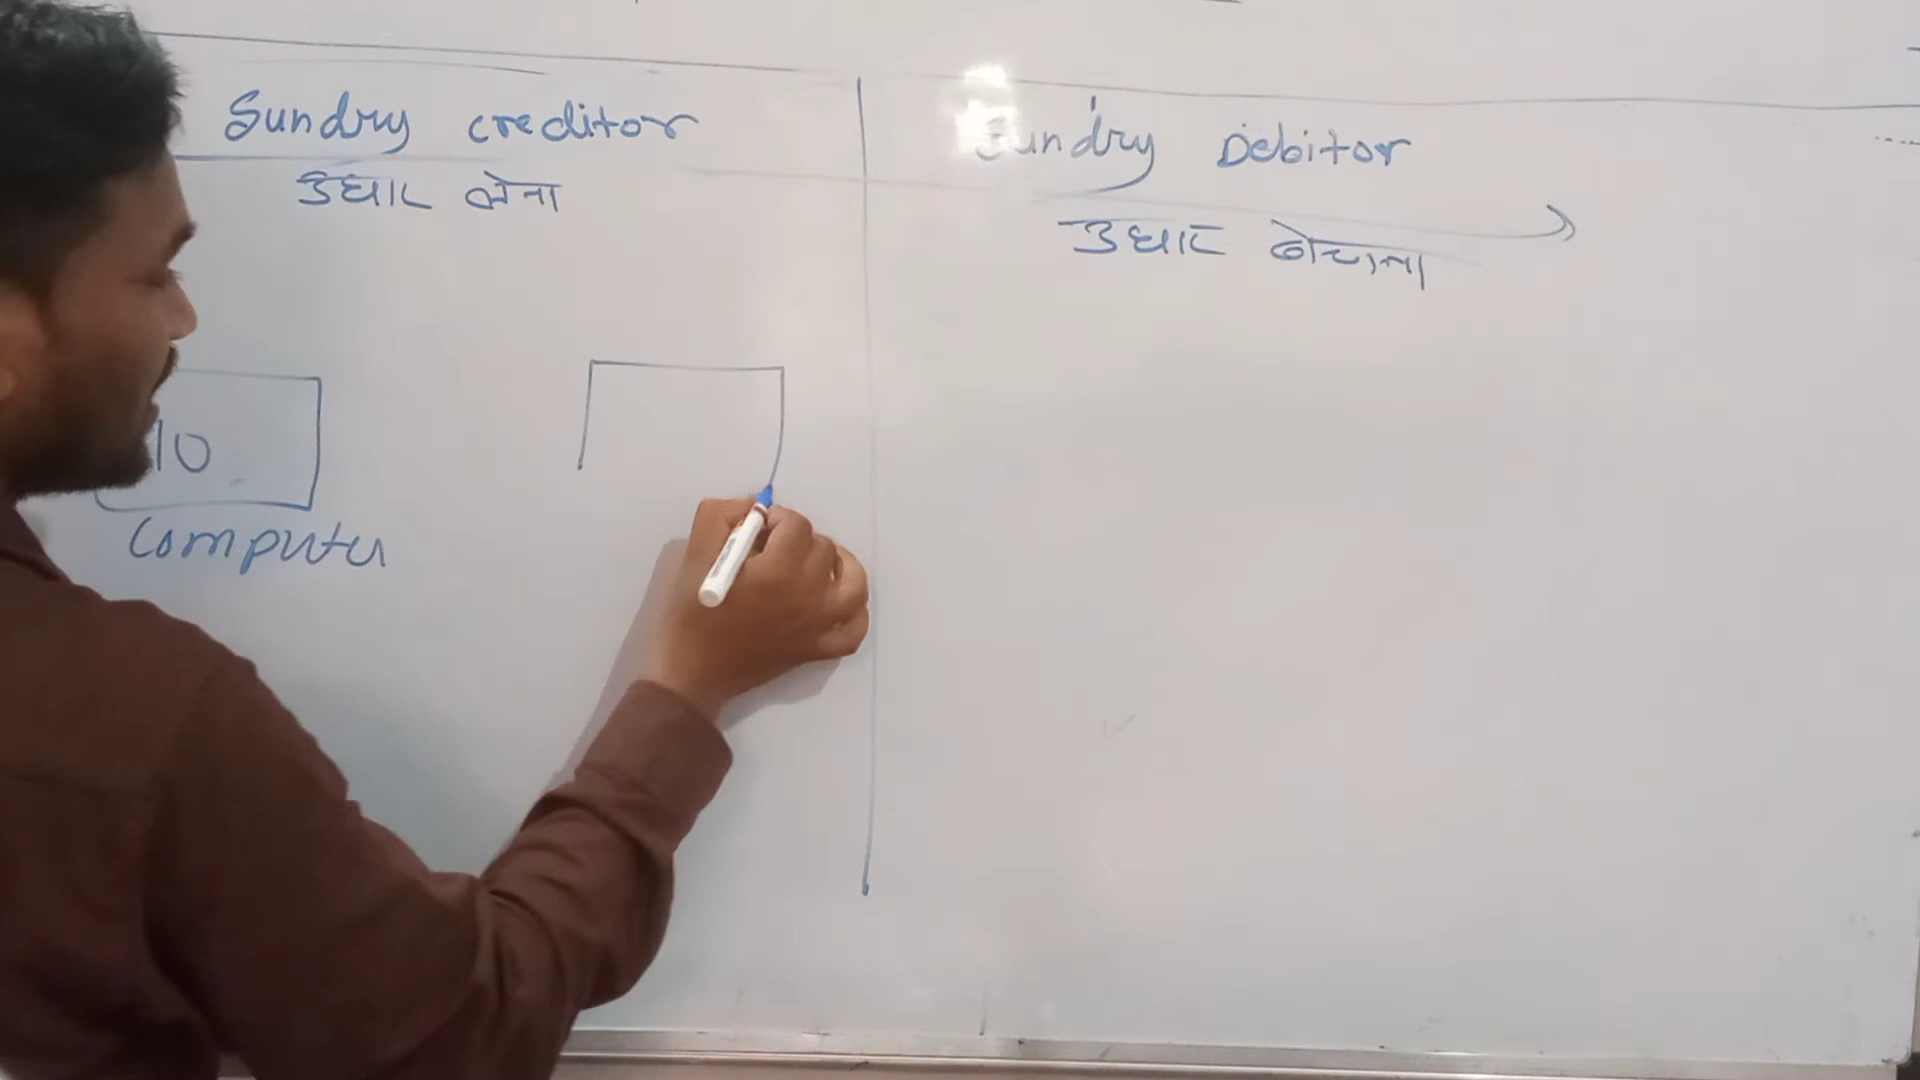 Sundry creditor
उधार लेना
10
Computer
Sundry Debitor
उधार बेचना